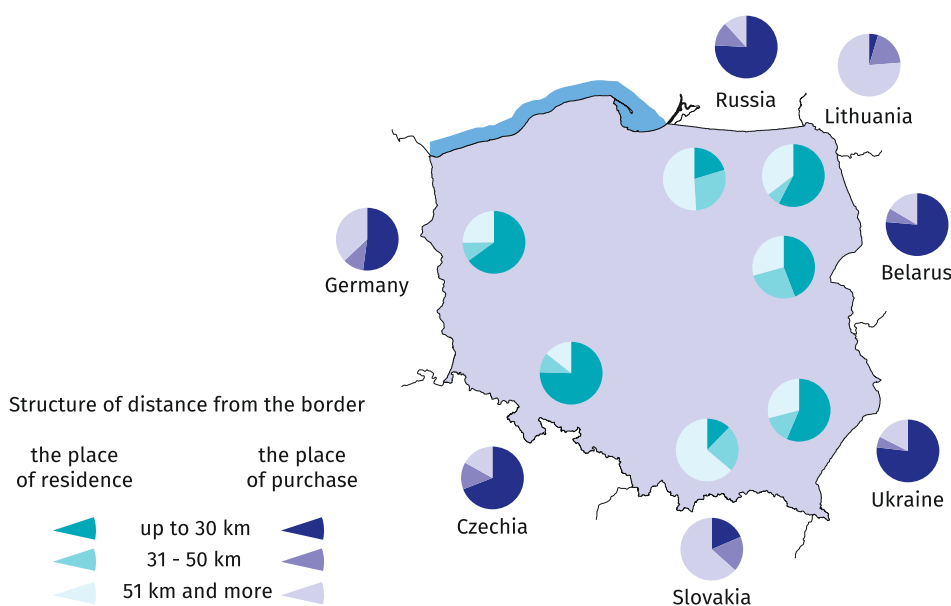 Russia
Lithuania
Germany
Belarus
Structure of distance from the border
the place
of residence
the place
of purchase
up to 30 km
31 - 50 km
51 km and more
Czechia
Ukraine
Slovakia